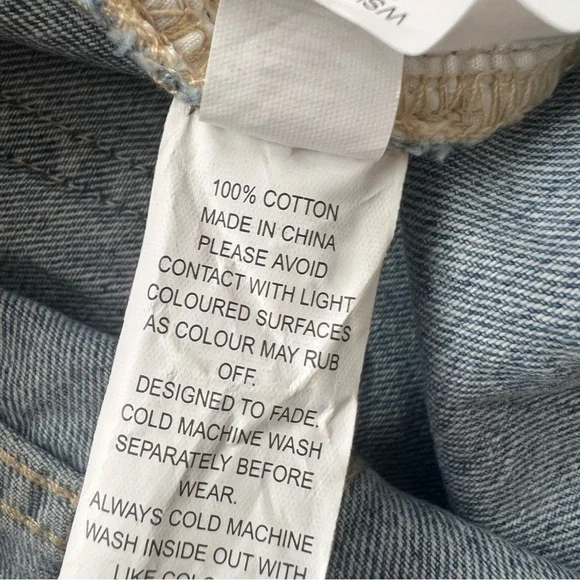 100% COTTON
MADE IN CHINA
PLEASE AVOID
CONTACT WITH LIGHT
COLOURED SURFACES
AS COLOUR MAY RUB
OFF.
DESIGNED TO FADE.
COLD MACHINE WASH
SEPARATELY BEFORE
WEAR.
ALWAYS COLD MACHINE
WASH INSIDE OUT WITH
LIKE